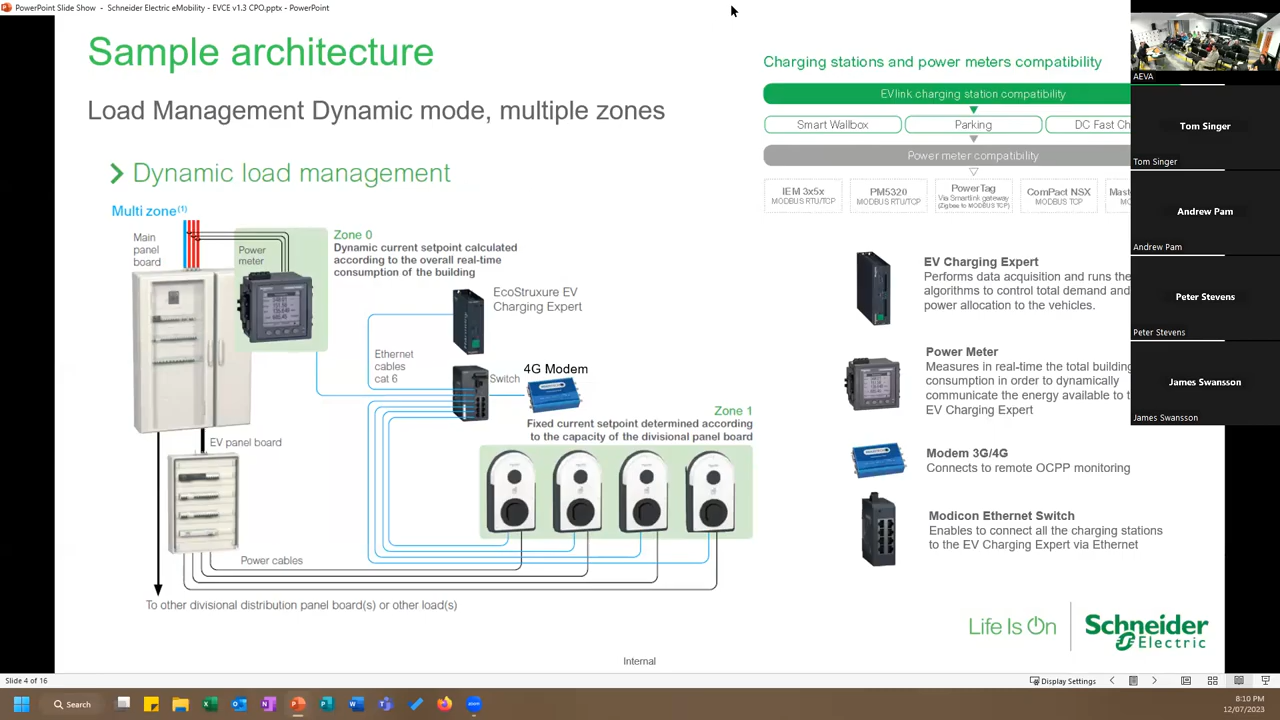 PowerPoint Slide Show - Schneider Electric eMobility - EVCE v1.3 CPO.pptx - PowerPoint
Sample architecture
Load Management Dynamic mode, multiple zones
Dynamic load management
Multi zone(1)
Main
panel
board
Power
meter
Zone 0
Dynamic current setpoint calculated
according to the overall real-time
consumption of the building
EcoStruxure EV
Charging Expert
Ethernet
cables
cat 6
Switch
4G Modem
Zone 1
Fixed current setpoint determined according
to the capacity of the divisional panel board
EV panel board
Power cables
To other divisional distribution panel board(s) or other load(s)
Charging stations and power meters compatibility
EVlink charging station compatibility
Smart Wallbox
Parking
DC Fast Ch
Power meter compatibility
IEM 3x5x
MODBUS RTU/TCP
PM5320
MODBUS RTU/TCP
PowerTag
Via Smartlink gateway
(Zigbee to MODBUS TCP)
ComPact NSX
MODBUS TCP
Mast
MO
EV Charging Expert
Performs data acquisition and runs the
algorithms to control total demand and
power allocation to the vehicles.
Power Meter
Measures in real-time the total building
consumption in order to dynamically
communicate the energy available to t
EV Charging Expert
Modem 3G/4G
Connects to remote OCPP monitoring
Modicon Ethernet Switch
Enables to connect all the charging stations
to the EV Charging Expert via Ethernet
Life Is On
Schneider
Electric
Internal
AEVA
Tom Singer
Tom Singer
Andrew Pam
Andrew Pam
Peter Stevens
Peter Stevens
James Swansson
James Swansson
Slide 4 of 16
Display Settings
Search
8:10 PM
12/07/2023